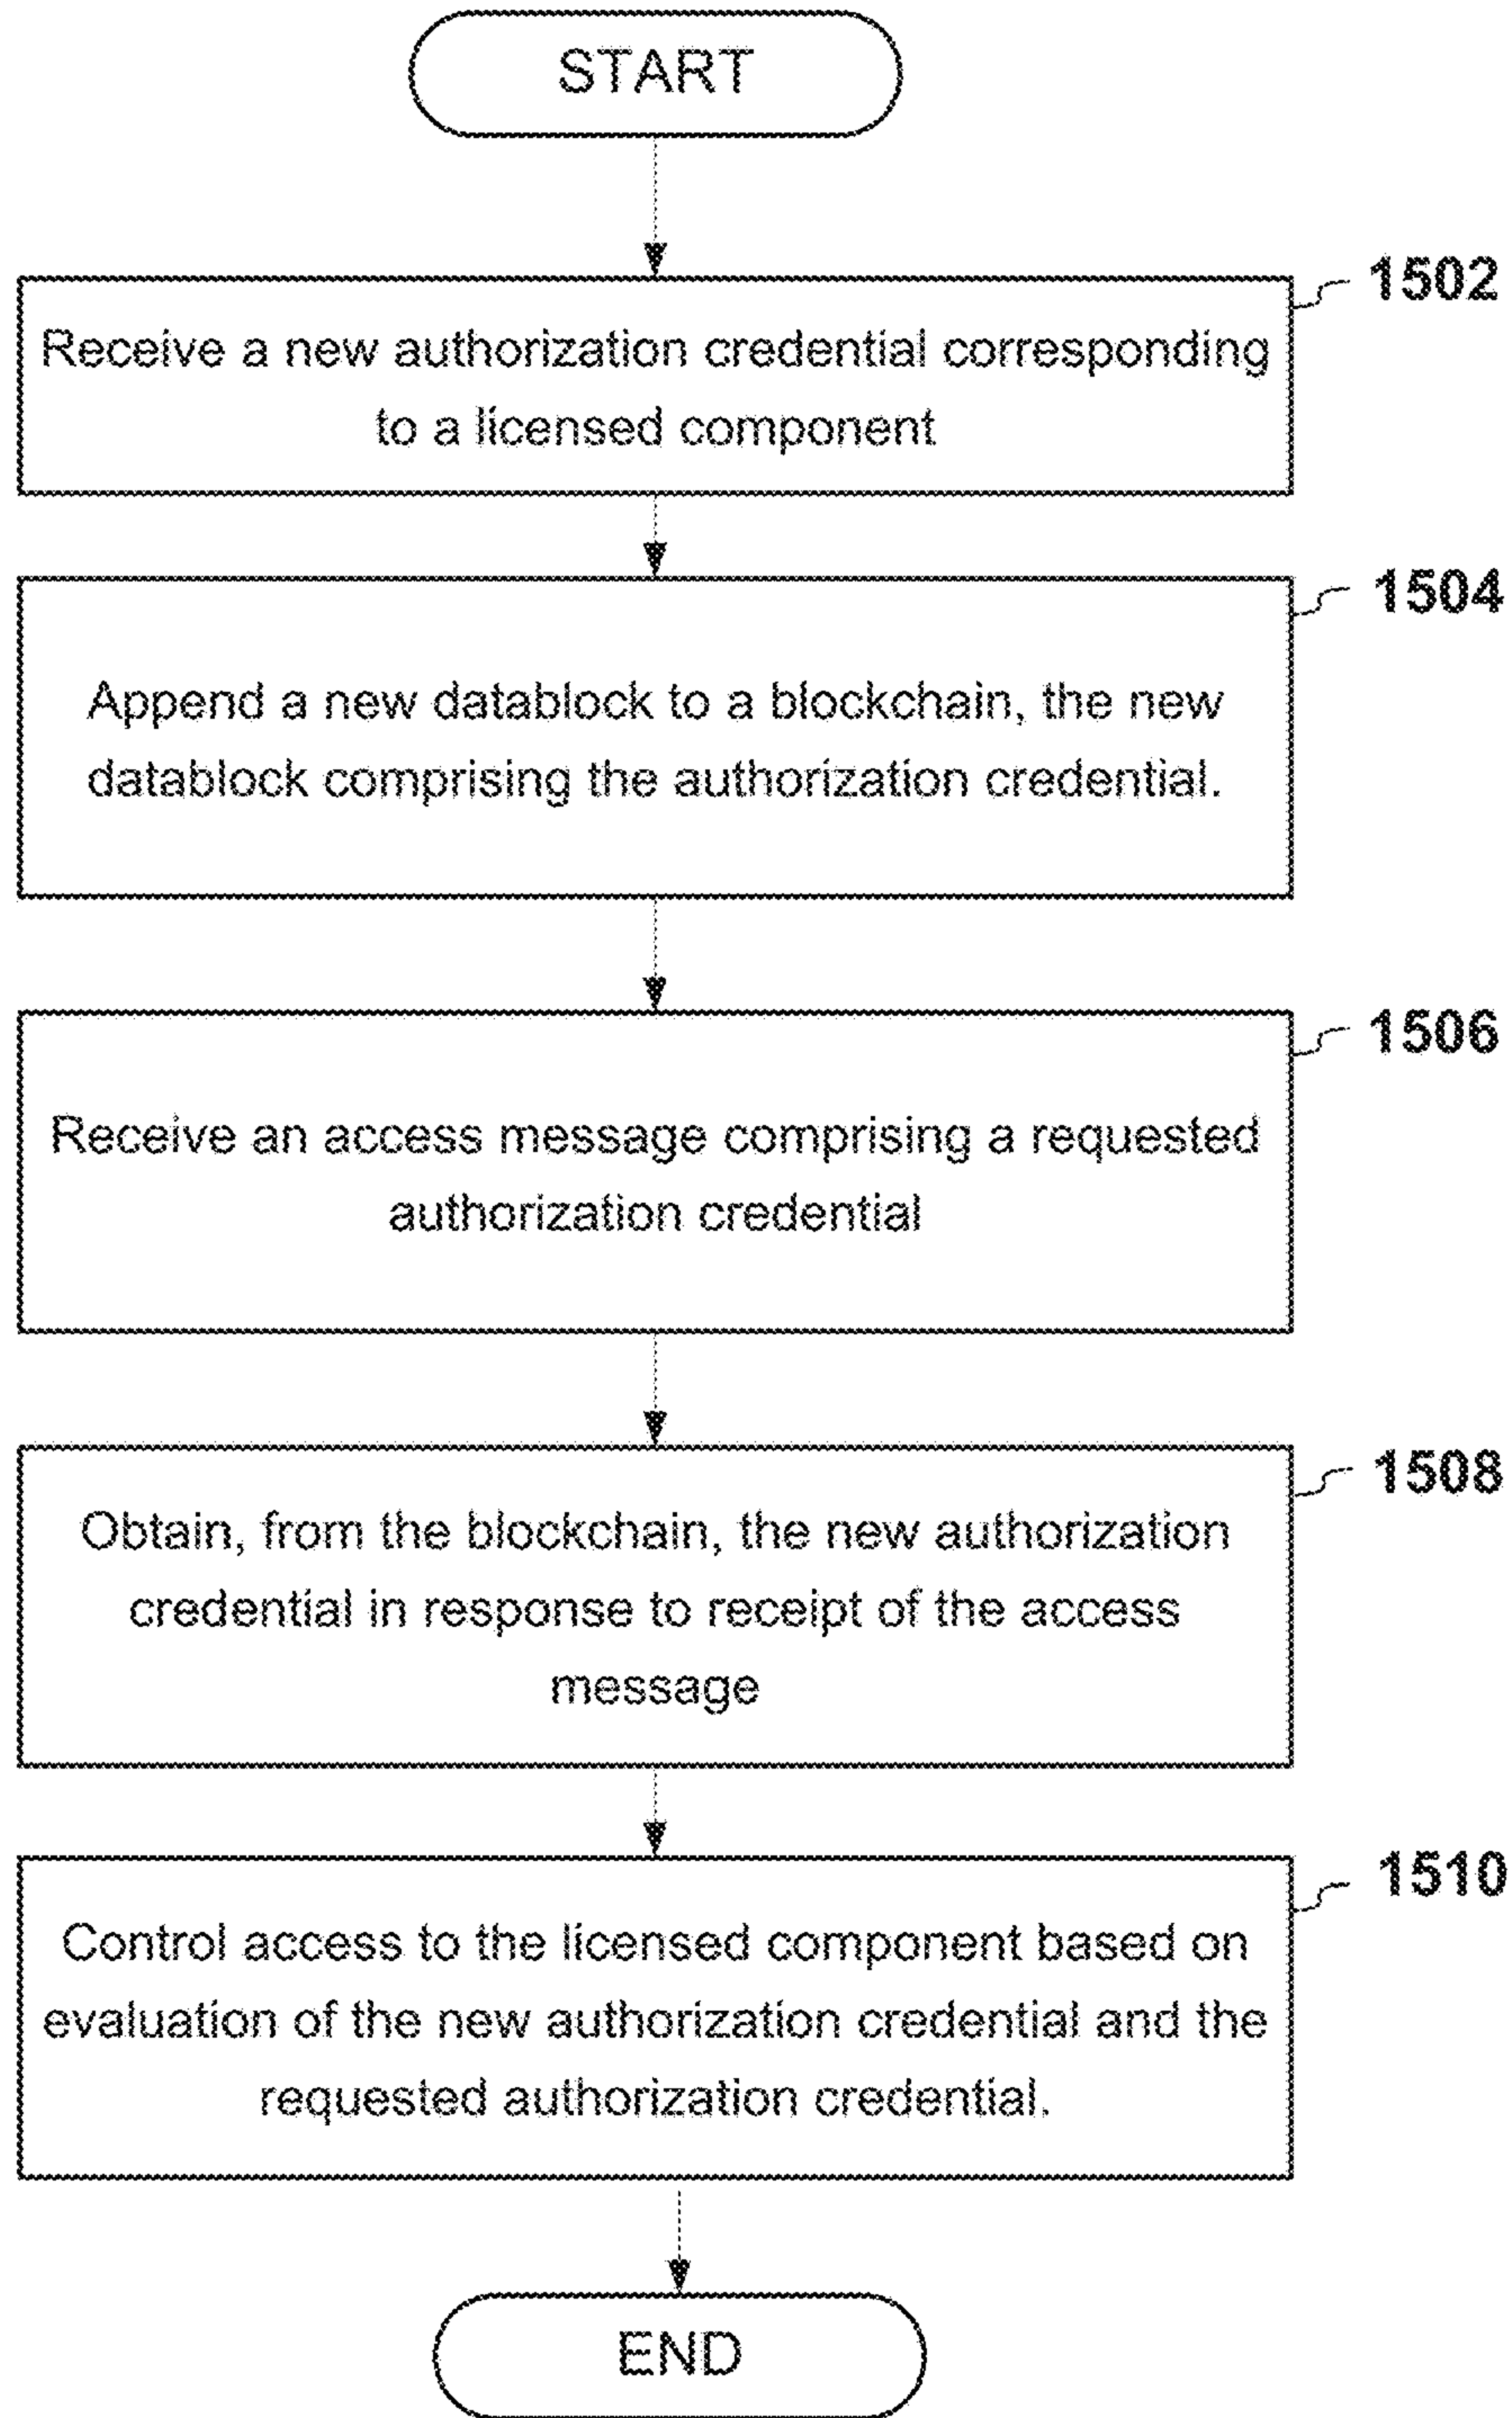 START
1502
Receive a new authorization credential corresponding
to a licensed component
1504
Append a new datablock to a blockchain, the new
datablock comprising the authorization credential.
1506
Receive an access message comprising a requested
authorization credential
1508
Obtain, from the blockchain, the new authorization
credential in response to receipt of the access
message
1510
Control access to the licensed component based on
evaluation of the new authorization credential and the
requested authorization credential.
END